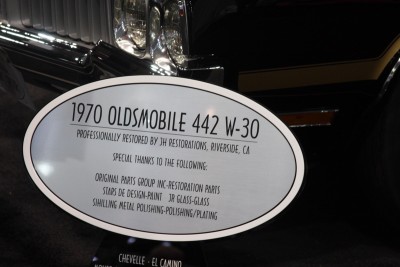 1970 OLDSMOBILE 442 W-30
PROFESSIONALLY RESTORED BY JH RESTORATIONS, RIVERSIDE, CA
SPECIAL THANKS TO THE FOLLOWING:
ORIGINAL PARTS GROUP INC-RESTORATION PARTS
STARS DE DESIGN-PAINT JR GLASS-GLASS
SIHILLING METAL POLISHING-POLISHING/PLATING
CHEVELLE · EL CAMINO